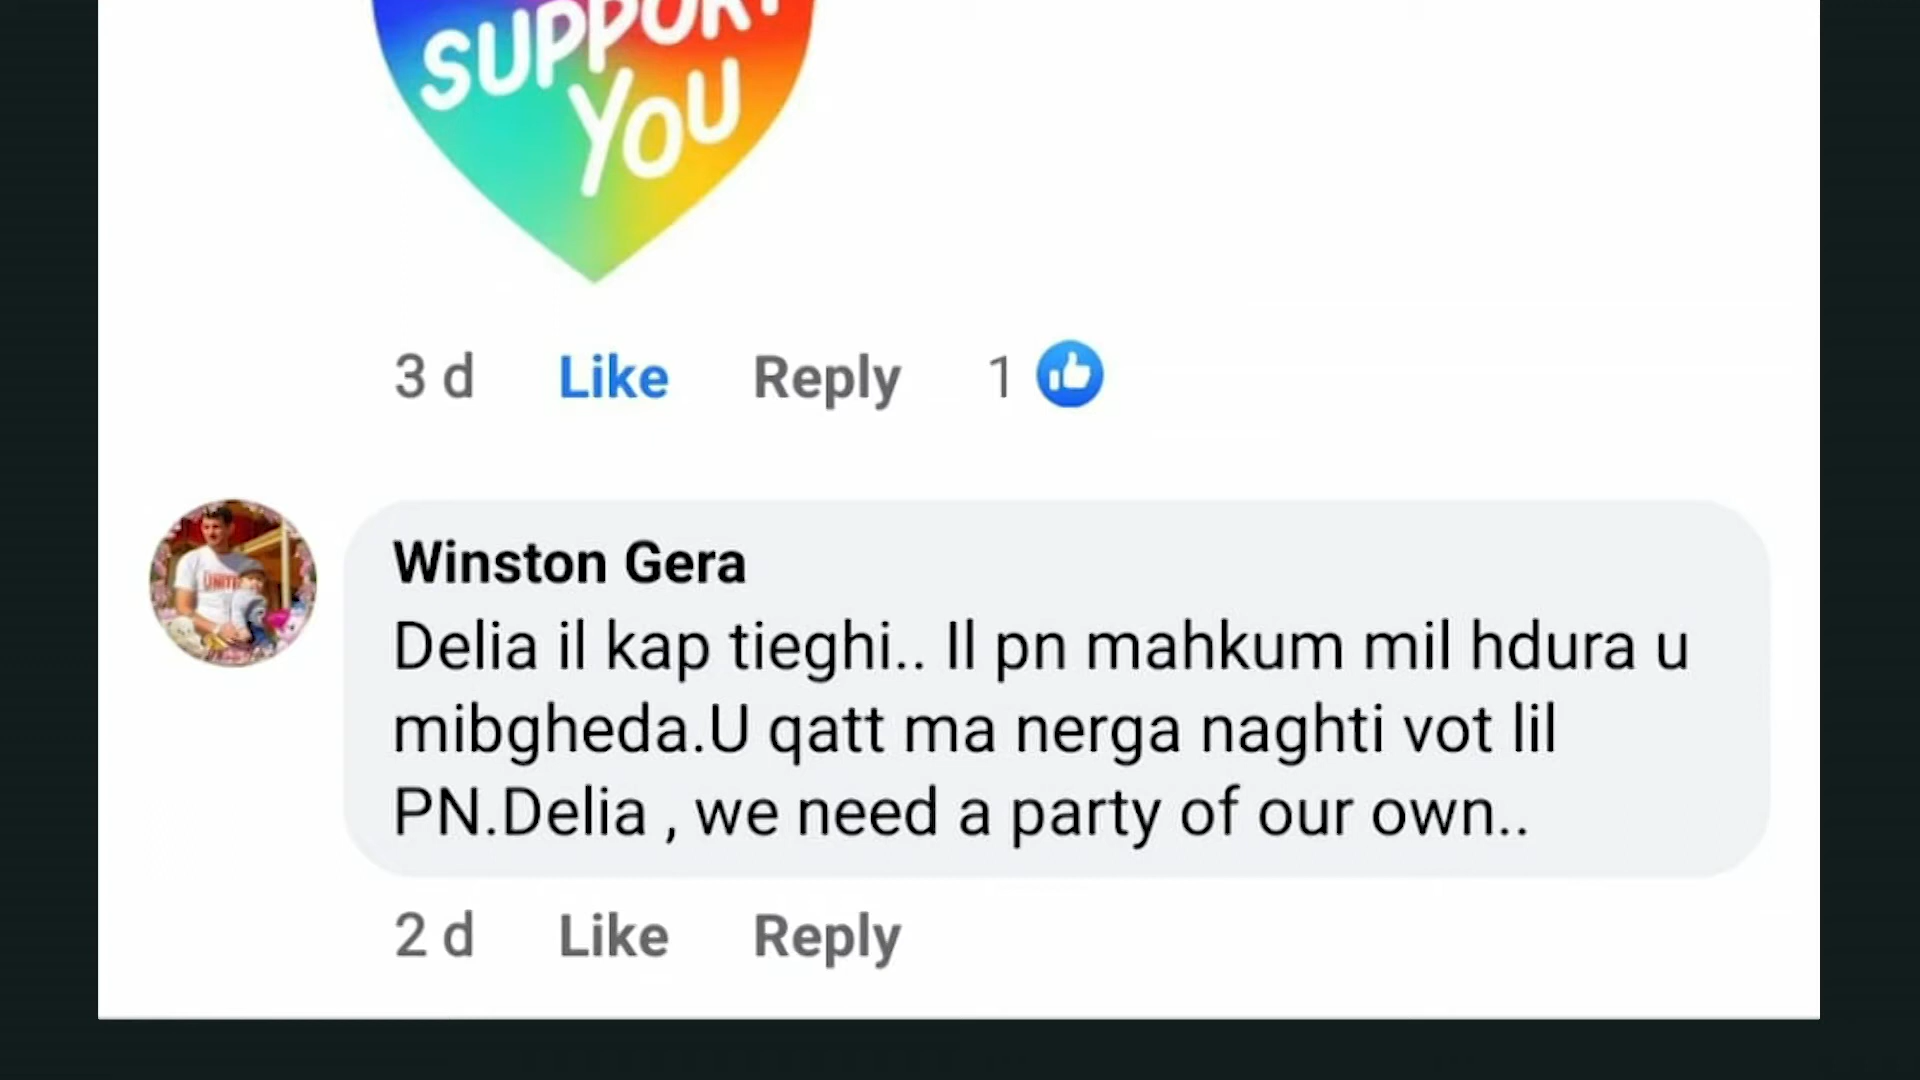 SUPPORT
YOU
3 d Like Reply 1
Winston Gera
Delia il kap tieghi.. Il pn mahkum mil hdura u
mibgheda.U qatt ma nerga naghti vot lil
PN.Delia , we need a party of our own..
2 d Like Reply